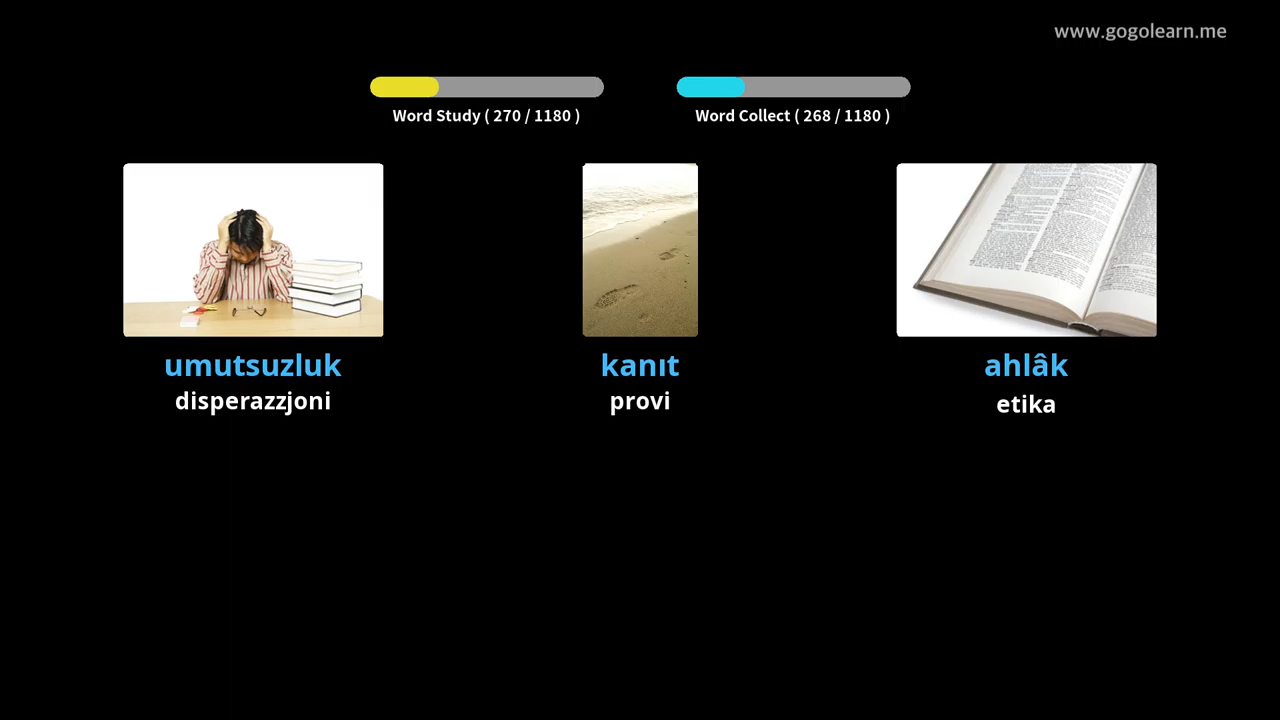 www.gogolearn.me
Word Study ( 270 / 1180 )
Word Collect ( 268 / 1180 )
umutsuzluk
disperazzjoni
kanıt
provi
ahlâk
etika